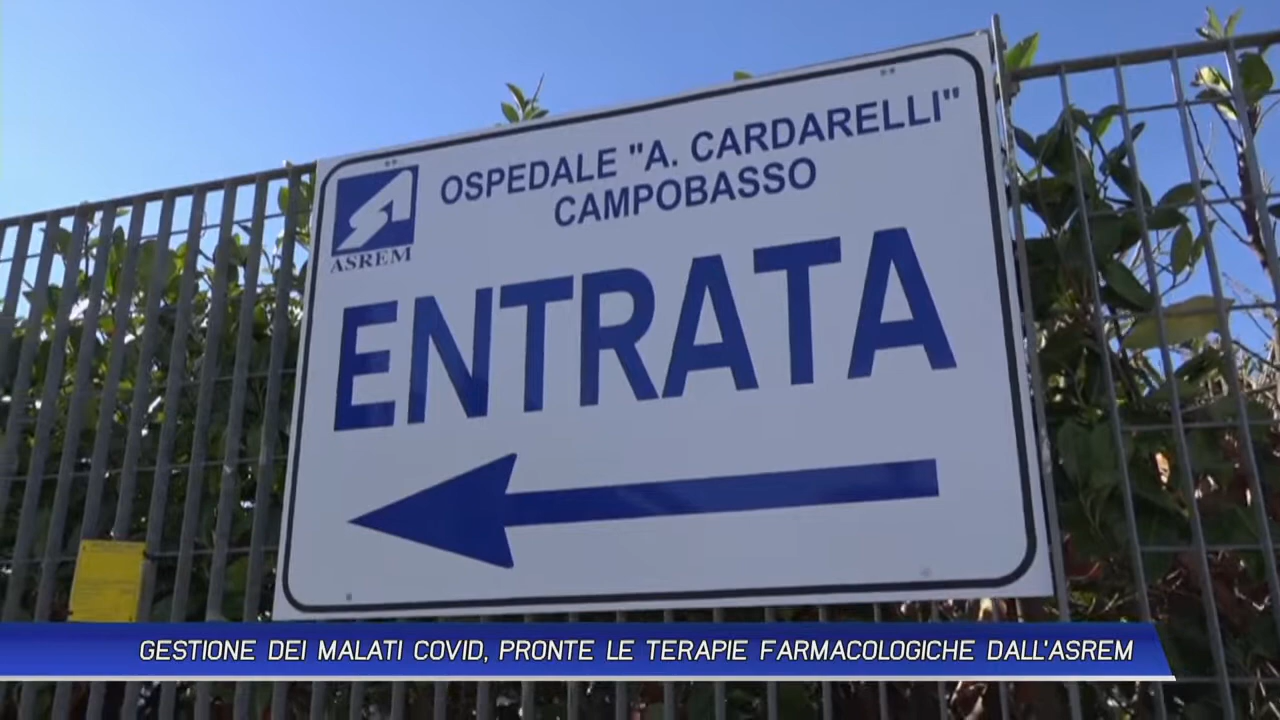 OSPEDALE "A. CARDARELLI"
CAMPOBASSO
ASREM
ENTRATA
GESTIONE DEI MALATI COVID, PRONTE LE TERAPIE FARMACOLOGICHE DALL'ASREM